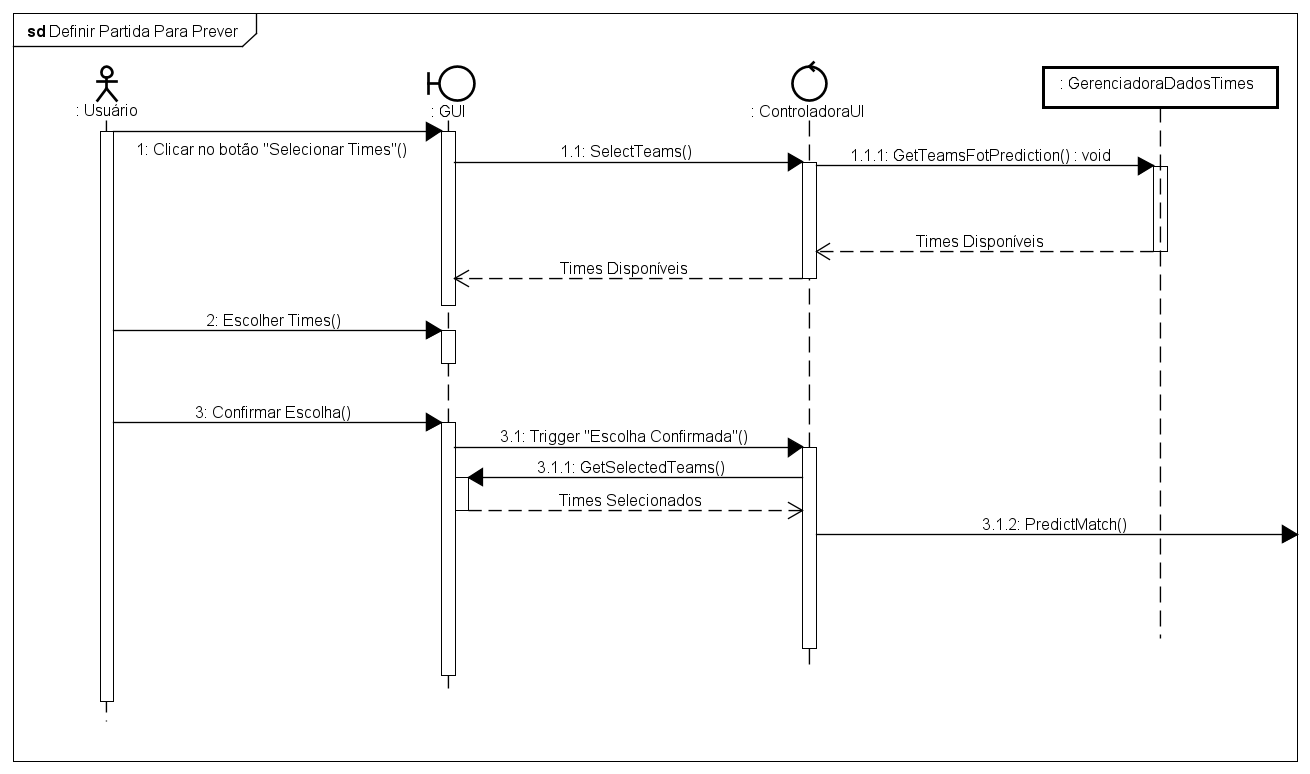 sd Definir Partida Para Prever
: Usuário
: GUI
: ControladoraUI
: GerenciadoraDadosTimes
1: Clicar no botão "Selecionar Times"()
1.1: SelectTeams()
1.1.1: GetTeamsFotPrediction() : void
Times Disponíveis
Times Disponíveis
2: Escolher Times()
3: Confirmar Escolha()
3.1: Trigger "Escolha Confirmada"()
3.1.1: GetSelectedTeams()
Times Selecionados
3.1.2: PredictMatch()